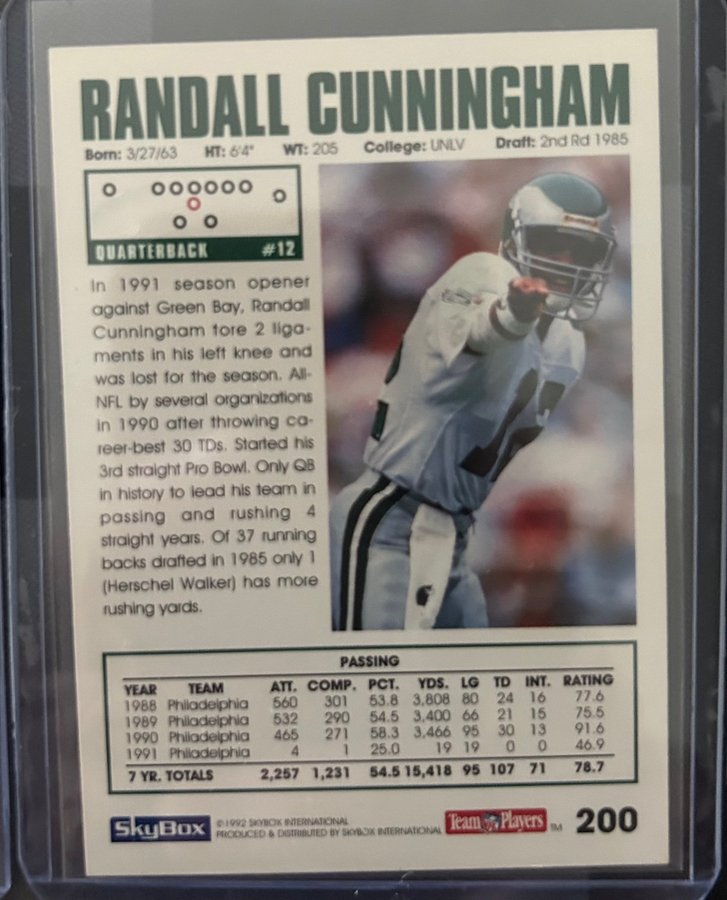 RANDALL CUNNINGHAM
Born: 3/27/63 HT: 6'4" WT: 205 College: UNLV Draft: 2nd Rd 1985
QUARTERBACK #12
In 1991 season opener
against Green Bay, Randall
Cunningham tore 2 liga-
ments in his left knee and
was lost for the season. All-
NFL by several organizations
in 1990 after throwing ca-
reer-best 30 TDs. Started his
3rd straight Pro Bowl. Only QB
in history to lead his team in
passing and rushing 4
straight years. Of 37 running
backs drafted in 1985 only 1
(Herschel Walker) has more
rushing yards.
12
PASSING
YEAR TEAM ATT. COMP. PCT. YDS. LG TD INT. RATING
1988 Philadelphia 560 301 53.8 3,808 80 24 16 77.6
1989 Philadelphia 532 290 54.5 3,400 66 21 15 75.5
1990 Philadelphia 465 271 58.3 3,466 95 30 13 91.6
1991 Philadelphia 4 1 25.0 19 19 0 0 46.9
7 YR. TOTALS 2,257 1,231 54.5 15,418 95 107 71 78.7
SkyBox
©1992 SKYBOX INTERNATIONAL
PRODUCED & DISTRIBUTED BY SKYBOX INTERNATIONAL
Team NFL Players TM
200